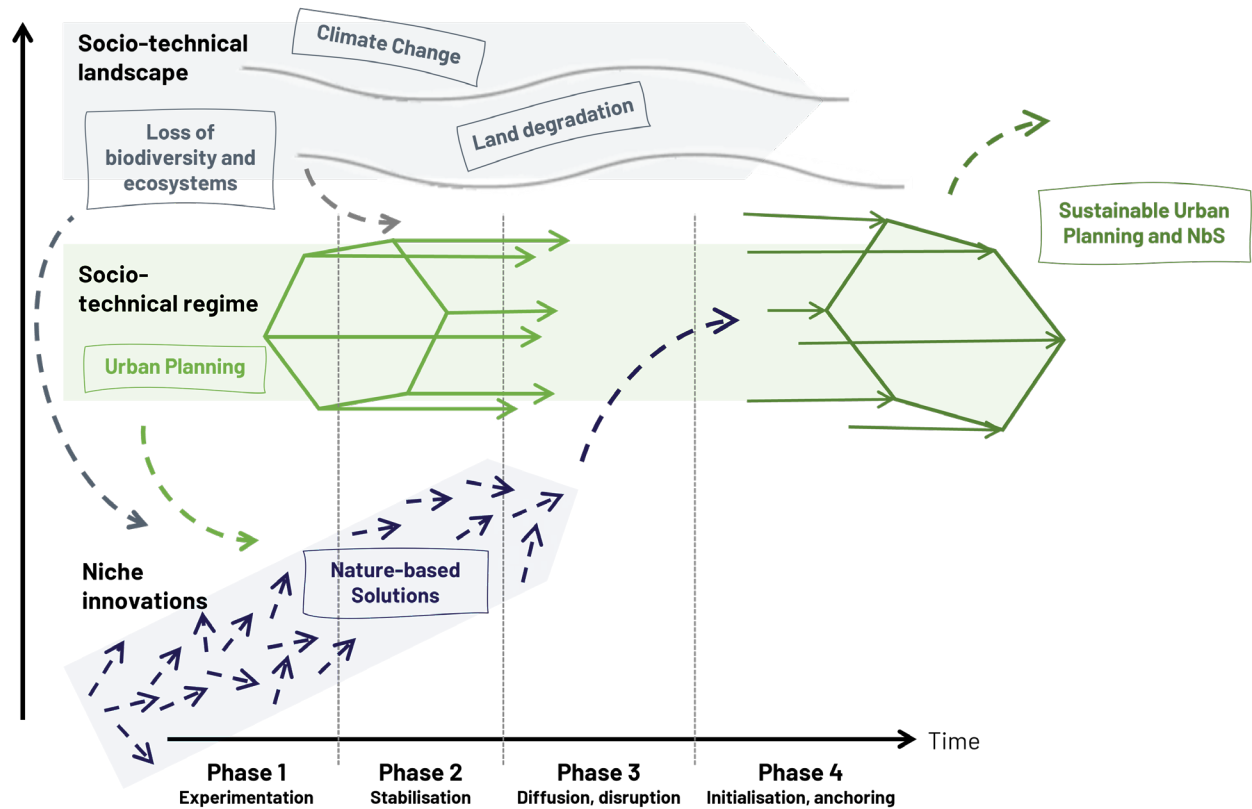 Socio-technical
landscape
Climate Change
Land degradation
Loss of
biodiversity and
ecosystems
Sustainable Urban
Planning and NbS
Socio-
technical regime
Urban Planning
Niche
innovations
Nature-based
Solutions
Time
Phase 1
Experimentation
Phase 2
Stabilisation
Phase 3
Diffusion, disruption
Phase 4
Initialisation, anchoring